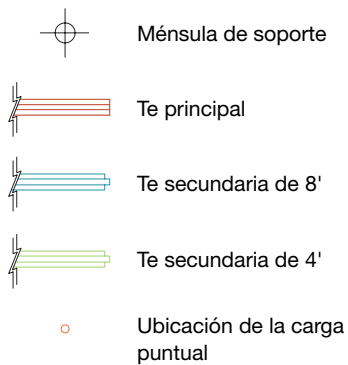 Ménsula de soporte
Te principal
Te secundaria de 8'
Te secundaria de 4'
Ubicación de la carga
puntual